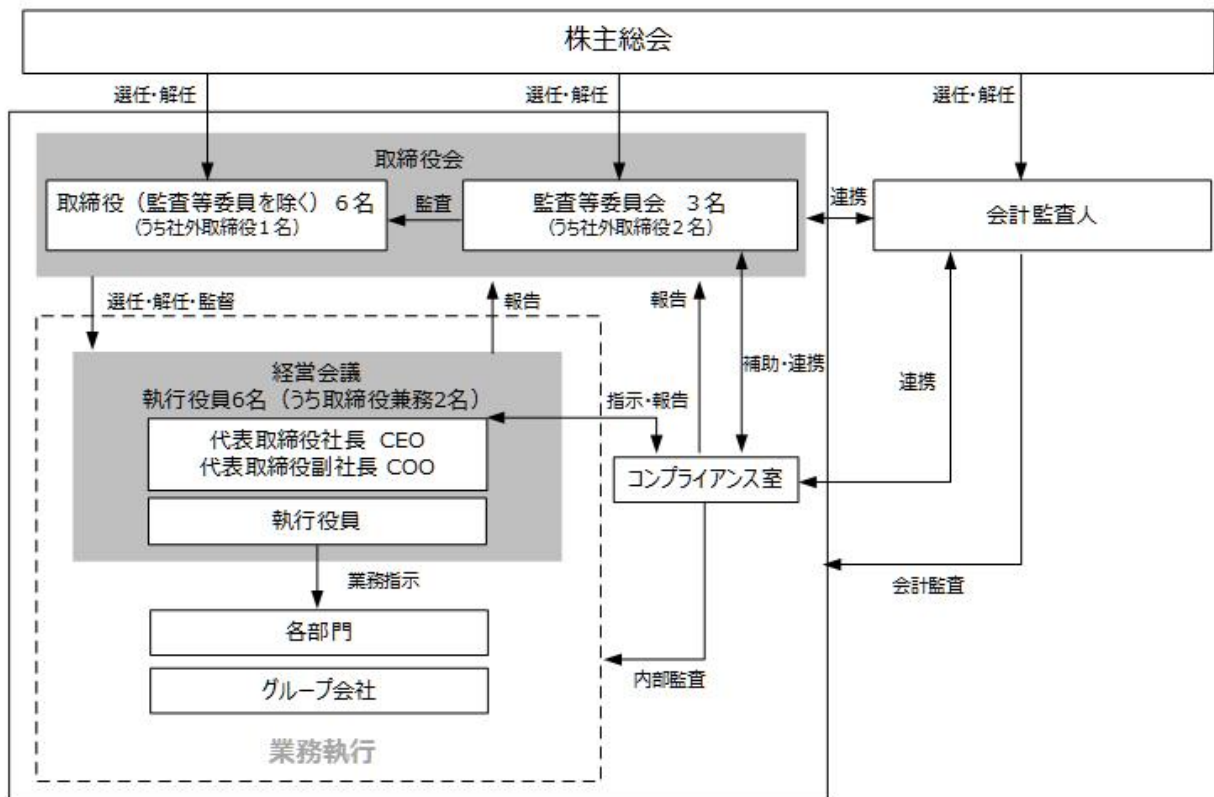 株主総会
選任・解任
選任・解任
選任・解任
取締役会
取締役（監査等委員を除く）６名
（うち社外取締役１名）
監査
監査等委員会　３名
（うち社外取締役２名）
連携
会計監査人
選任・解任・監督
報告
報告
補助・連携
連携
経営会議
執行役員6名（うち取締役兼務2名）
指示・報告
代表取締役社長 CEO
代表取締役副社長 COO
コンプライアンス室
執行役員
業務指示
会計監査
各部門
内部監査
グループ会社
業務執行